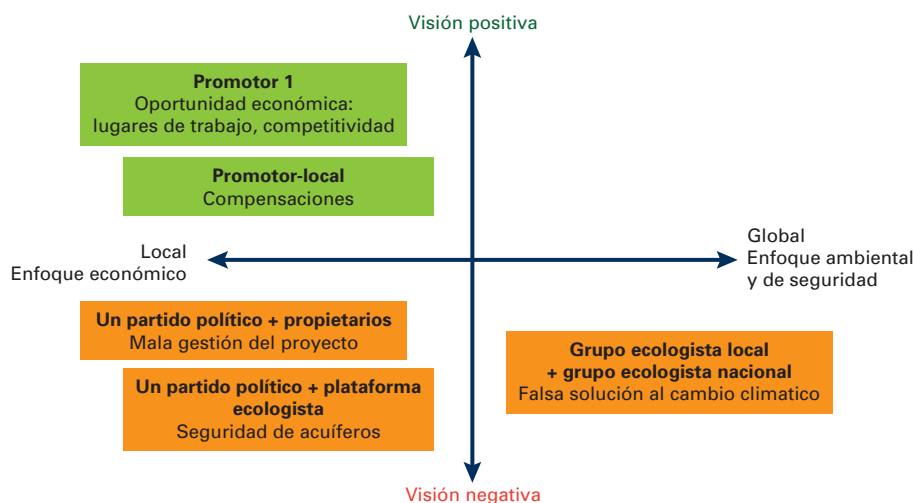 Visión positiva
Promotor 1
Oportunidad económica:
lugares de trabajo, competitividad
Promotor-local
Compensaciones
Local
Enfoque económico
Global
Enfoque ambiental
y de seguridad
Un partido político + propietarios
Mala gestión del proyecto
Un partido político + plataforma
ecologista
Seguridad de acuíferos
Grupo ecologista local
+ grupo ecologista nacional
Falsa solución al cambio climatico
Visión negativa